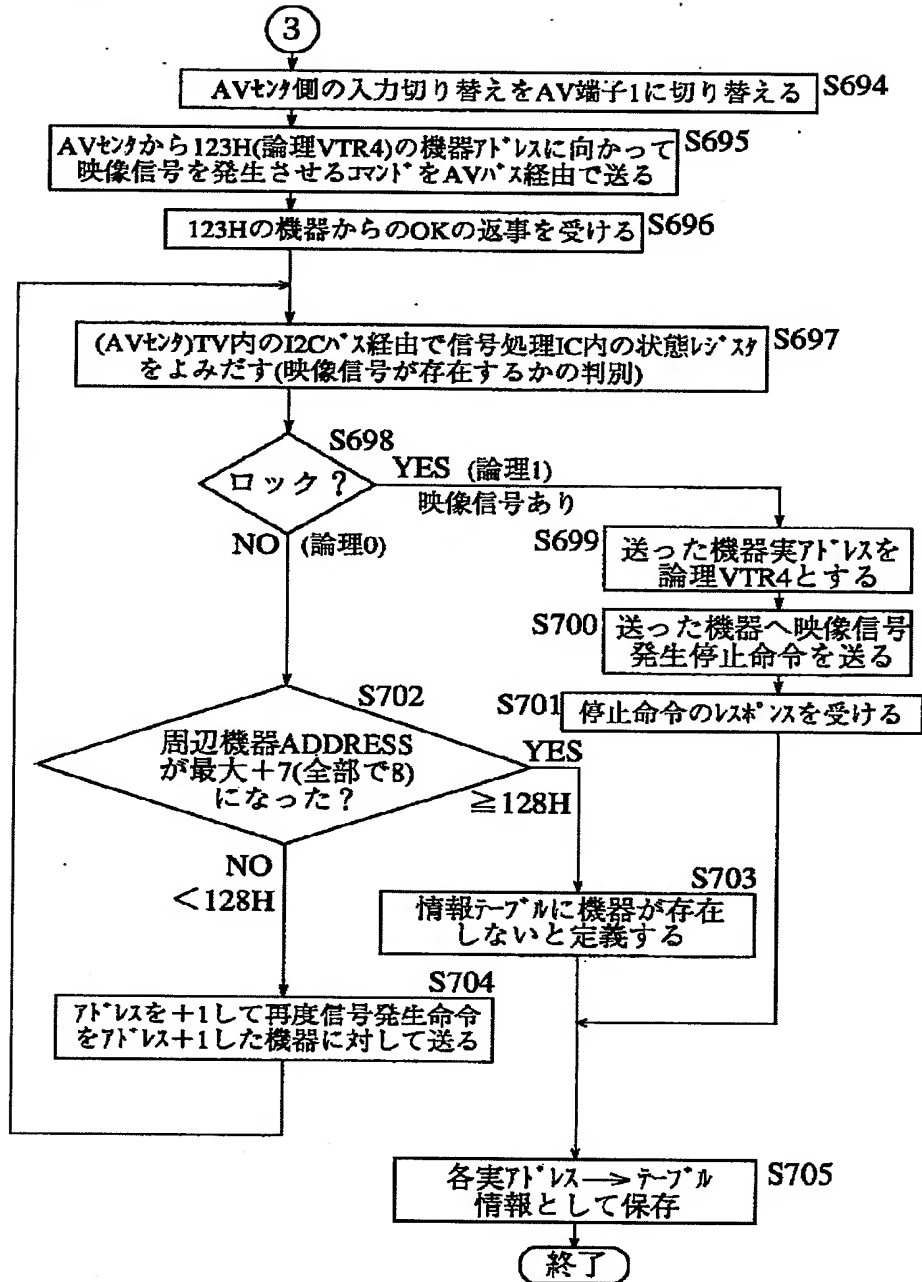 3
AVセンタ側の入力切り替えをAV端子1に切り替える
S694
AVセンタから123H(論理VTR4)の機器アドレスに向かって
映像信号を発生させるコマンドをAVバス経由で送る
S695
123Hの機器からのOKの返事を受ける
S696
(AVセンタ)TV内のI2Cバス経由で信号処理IC内の状態レジスタ
をよみだす(映像信号が存在するかの判別)
S697
S698
ロック?
YES (論理1)
映像信号あり
NO (論理0)
S699
送った機器実アドレスを
論理VTR4とする
S700
送った機器へ映像信号
発生停止命令を送る
S701
停止命令のレスポンスを受ける
S702
周辺機器ADDRESS
が最大+7(全部で8)
になった?
YES
≧128H
NO
<128H
S703
情報テーブルに機器が存在
しないと定義する
S704
アドレスを+1して再度信号発生命令
をアドレス+1した機器に対して送る
各実アドレス→テーブル
情報として保存
S705
終了